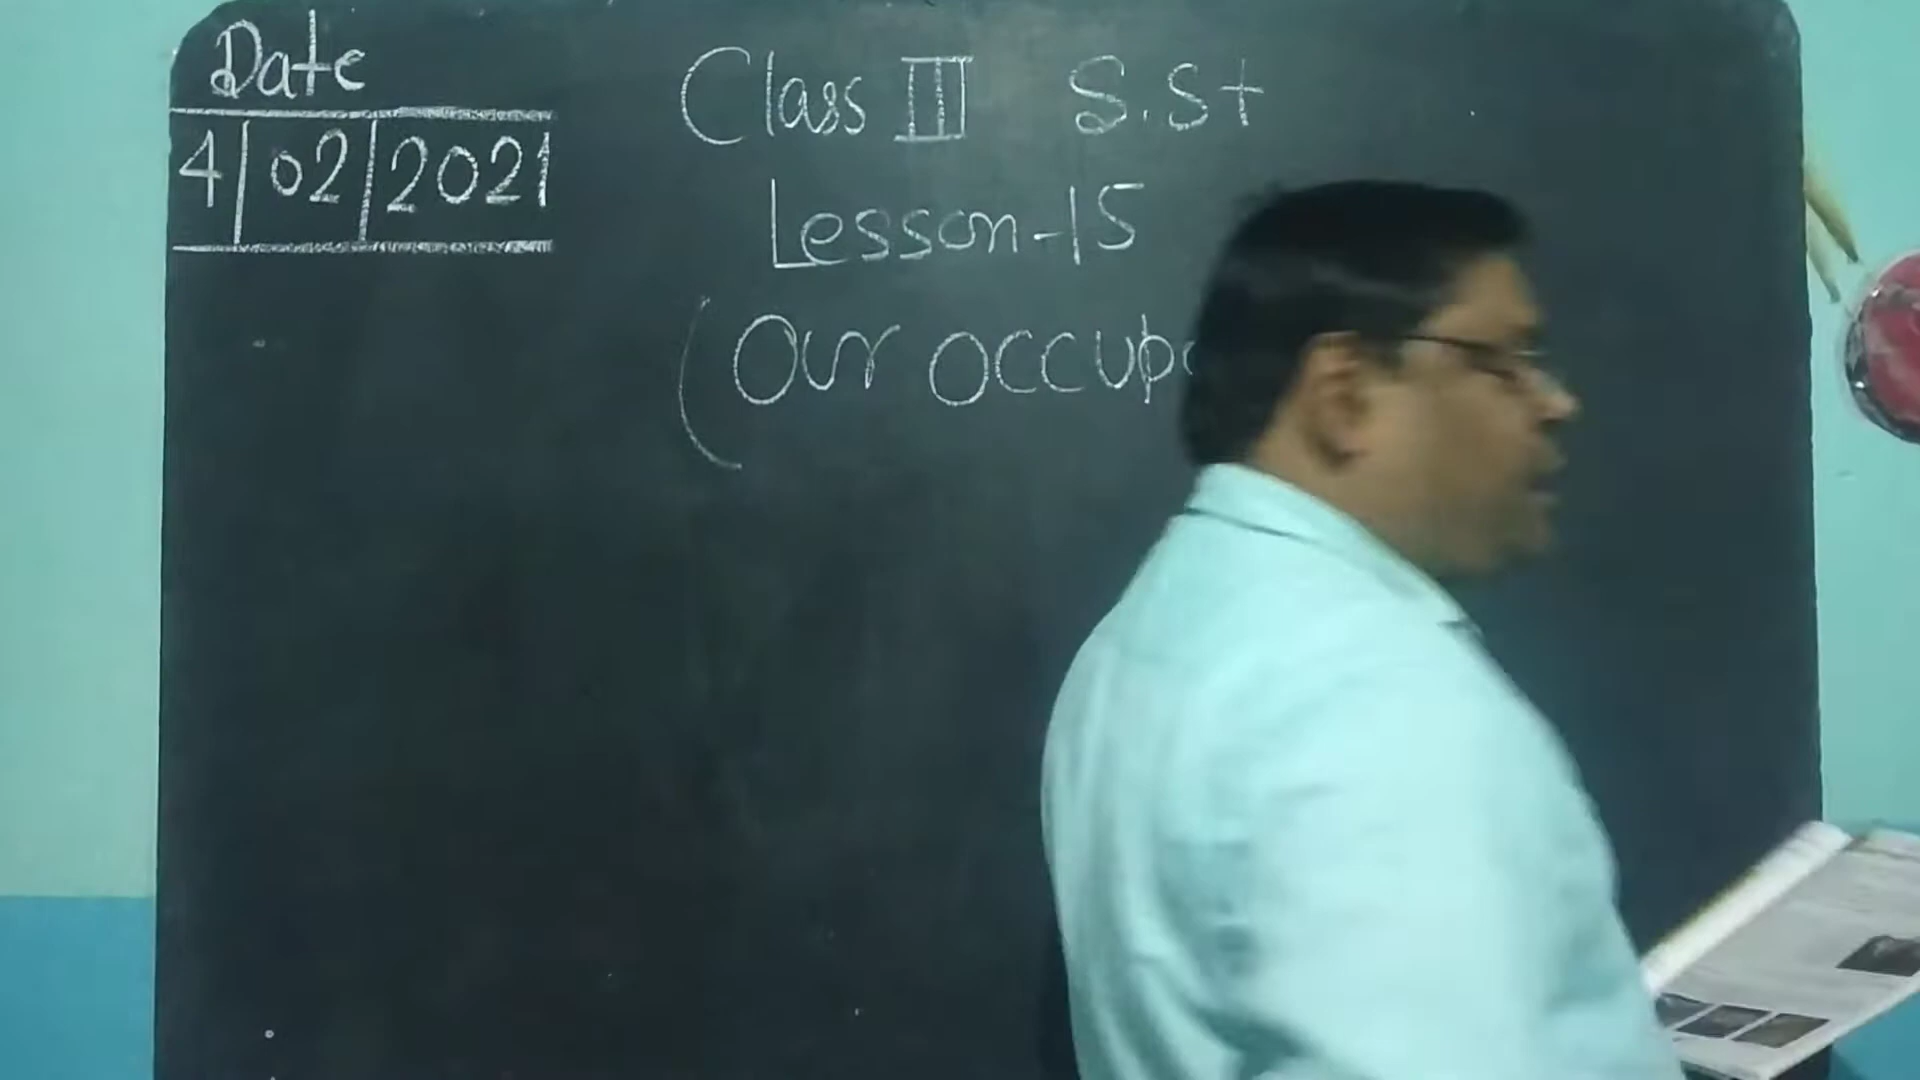 Date
4|02|2021
Class III S.St
Lesson-15
(Our occup